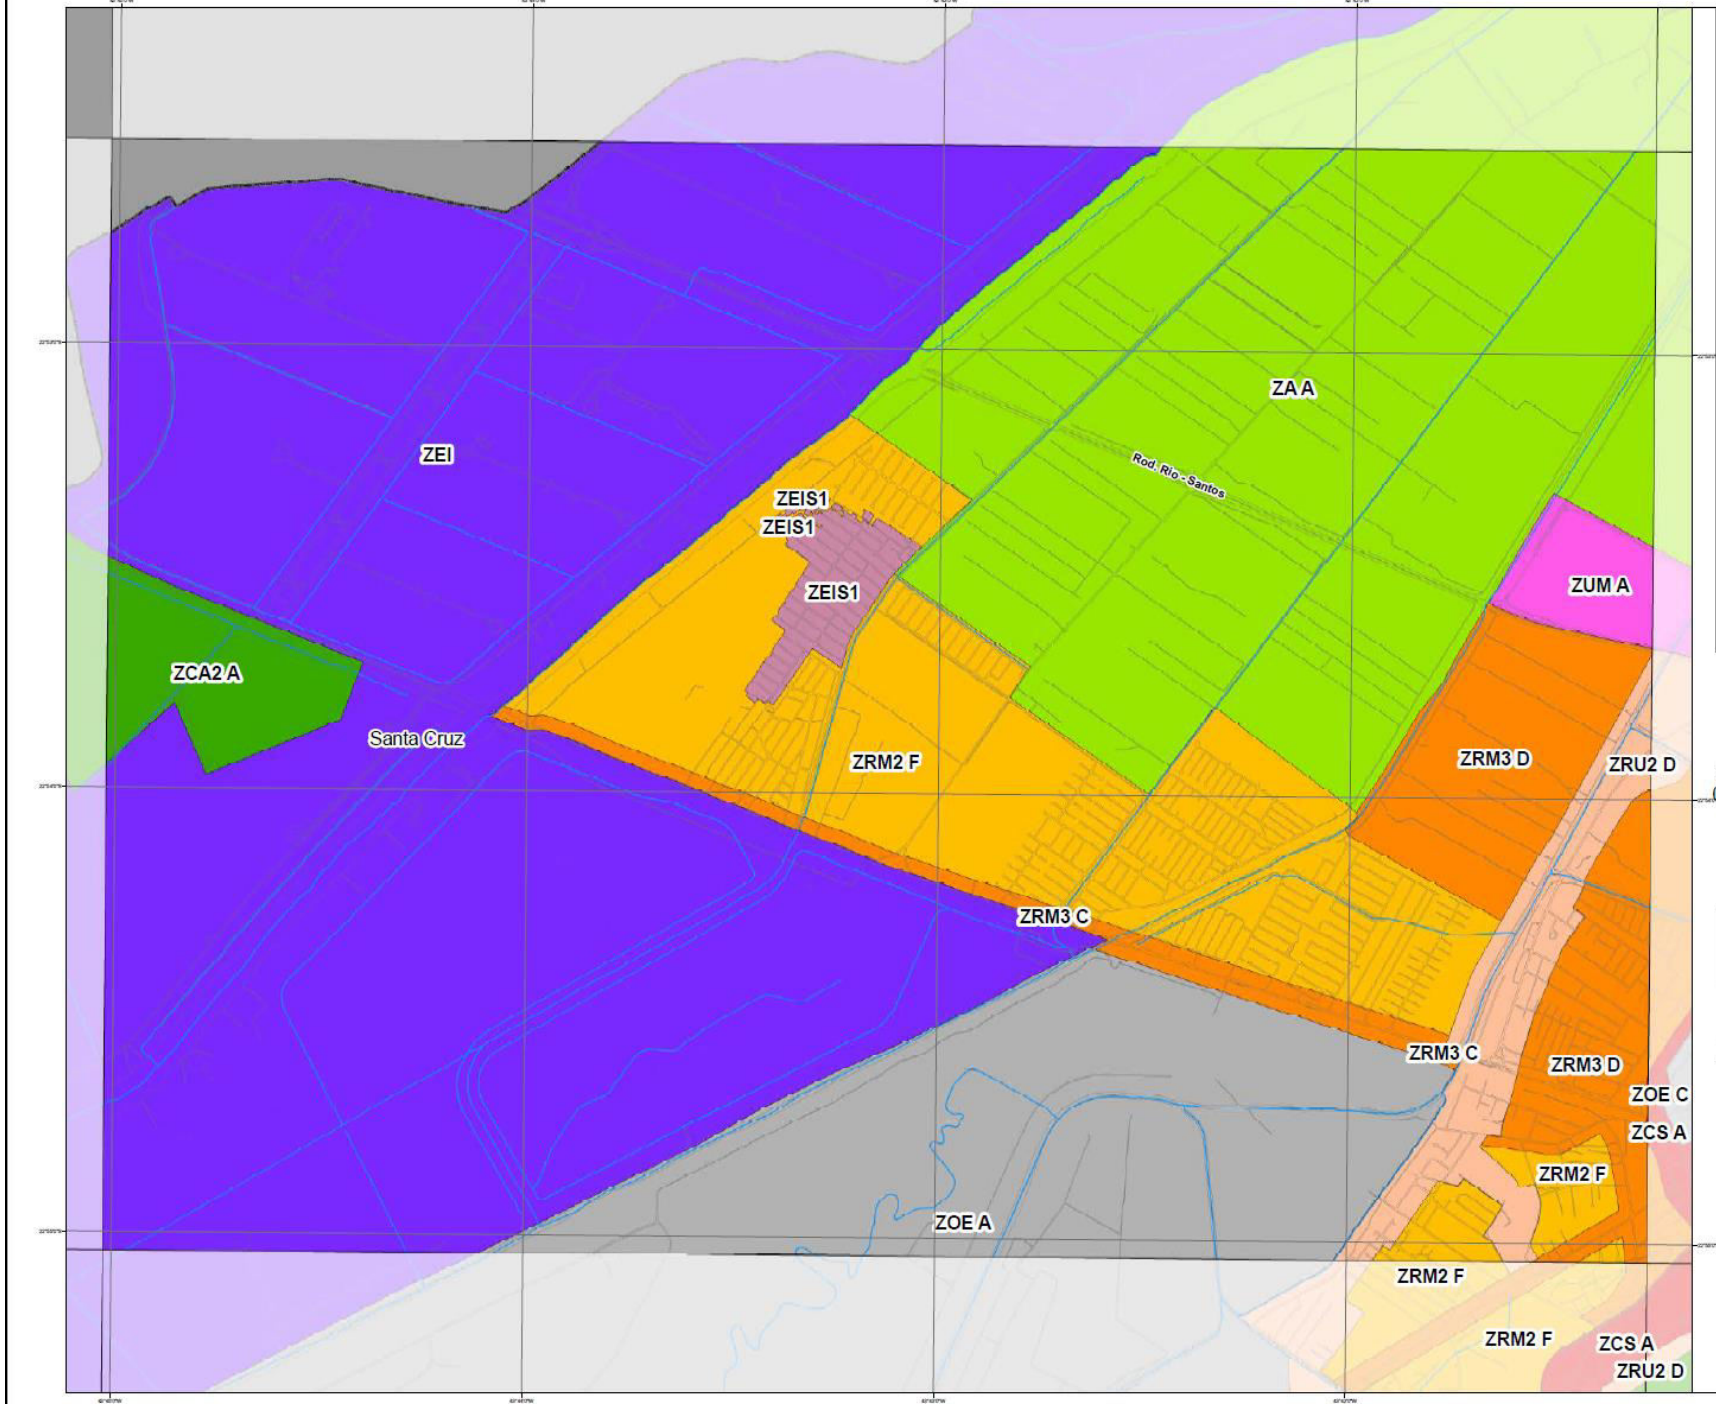 ZA A
ZEI
Rod. Rio - Santos
ZEIS1
ZEIS1
ZEIS1
ZUM A
ZCA2 A
Santa Cruz
ZRM2 F
ZRM3 D
ZRU2 D
ZRM3 C
ZRM3 C
ZRM3 D
ZOE C
ZCS A
ZRM2 F
ZOE A
ZRM2 F
ZRM2 F
ZCS A
ZRU2 D